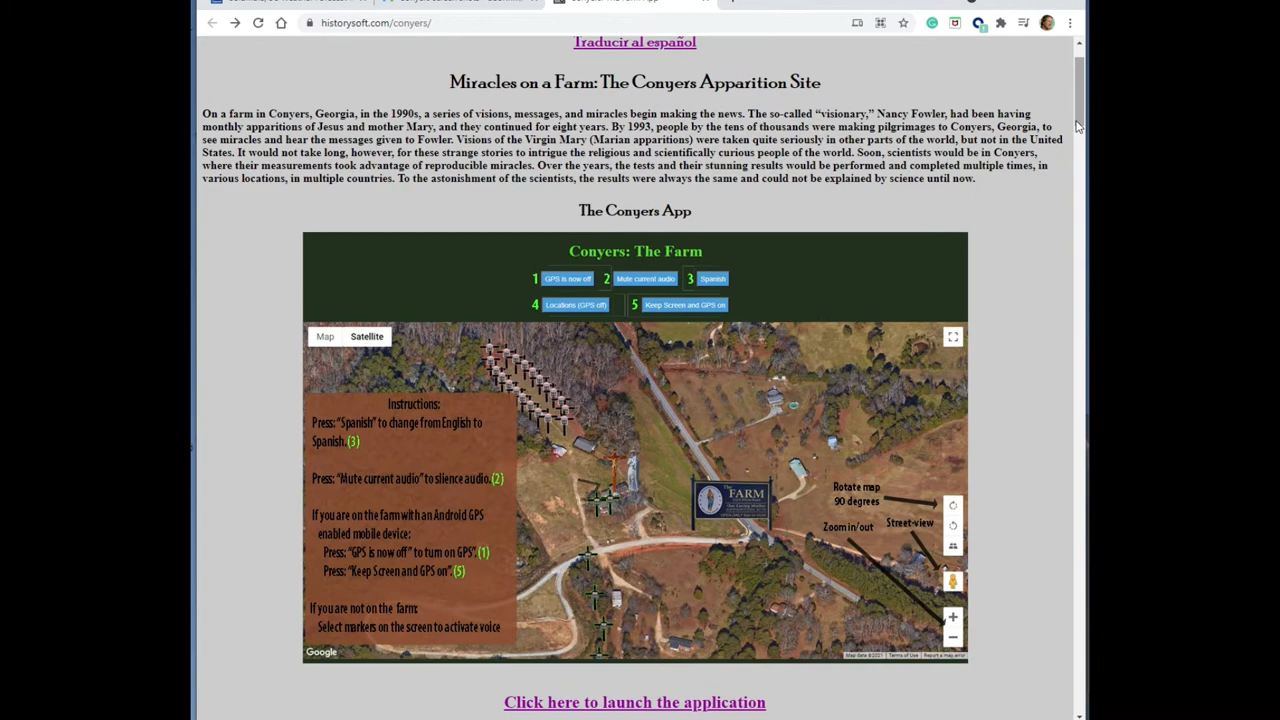 historysoft.com/conyers/
Traducir al español
Miracles on a Farm: The Conyers Apparition Site
On a farm in Conyers, Georgia, in the 1990s, a series of visions, messages, and miracles begin making the news. The so-called “visionary,” Nancy Fowler, had been having
monthly apparitions of Jesus and mother Mary, and they continued for eight years. By 1993, people by the tens of thousands were making pilgrimages to Conyers, Georgia, to
see miracles and hear the messages given to Fowler. Visions of the Virgin Mary (Marian apparitions) were taken quite seriously in other parts of the world, but not in the United
States. It would not take long, however, for these strange stories to intrigue the religious and scientifically curious people of the world. Soon, scientists would be in Conyers,
where their measurements took advantage of reproducible miracles. Over the years, the tests and their stunning results would be performed and completed multiple times, in
various locations, in multiple countries. To the astonishment of the scientists, the results were always the same and could not be explained by science until now.
The Conyers App
Conyers: The Farm
1 GPS is now off 2 Mute current audio 3 Spanish
4 Locations (GPS off) 5 Keep Screen and GPS on
Map Satellite
Instructions:
Press: “Spanish” to change from English to
Spanish.(3)
Press: “Mute current audio” to silence audio.(2)
If you are on the farm with an Android GPS
enabled mobile device:
Press: “GPS is now off” to turn on GPS”.(1)
Press: “Keep Screen and GPS on”.(5)
If you are not on the farm:
Select markers on the screen to activate voice
The
FARM
Rotate map
90 degrees
Zoom in/out
Street-view
Google
Map data ©2021 Terms of Use Report a map error
Click here to launch the application